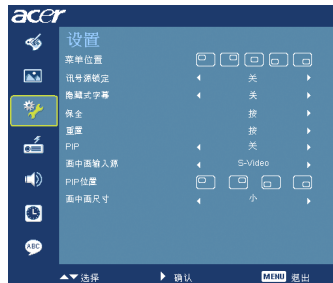 acer
设置
菜单位置
讯号源锁定 关
隐藏式字幕 关
保全 按
重置 按
PIP 关
画中画输入源 S-Video
PIP位置
画中画尺寸 小
ABC
选择 确认 MENU 退出